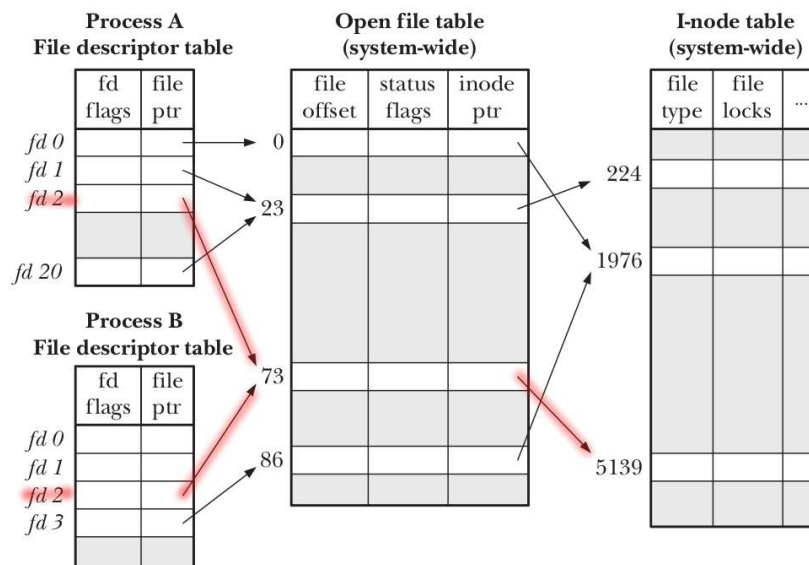 Process A
File descriptor table
fd
flags
file
ptr
fd 0
fd 1
fd 2
fd 20
Process B
File descriptor table
fd
flags
file
ptr
fd 0
fd 1
fd 2
fd 3
Open file table
(system-wide)
file
offset
status
flags
inode
ptr
0
23
73
86
I-node table
(system-wide)
file
type
file
locks
...
224
1976
5139